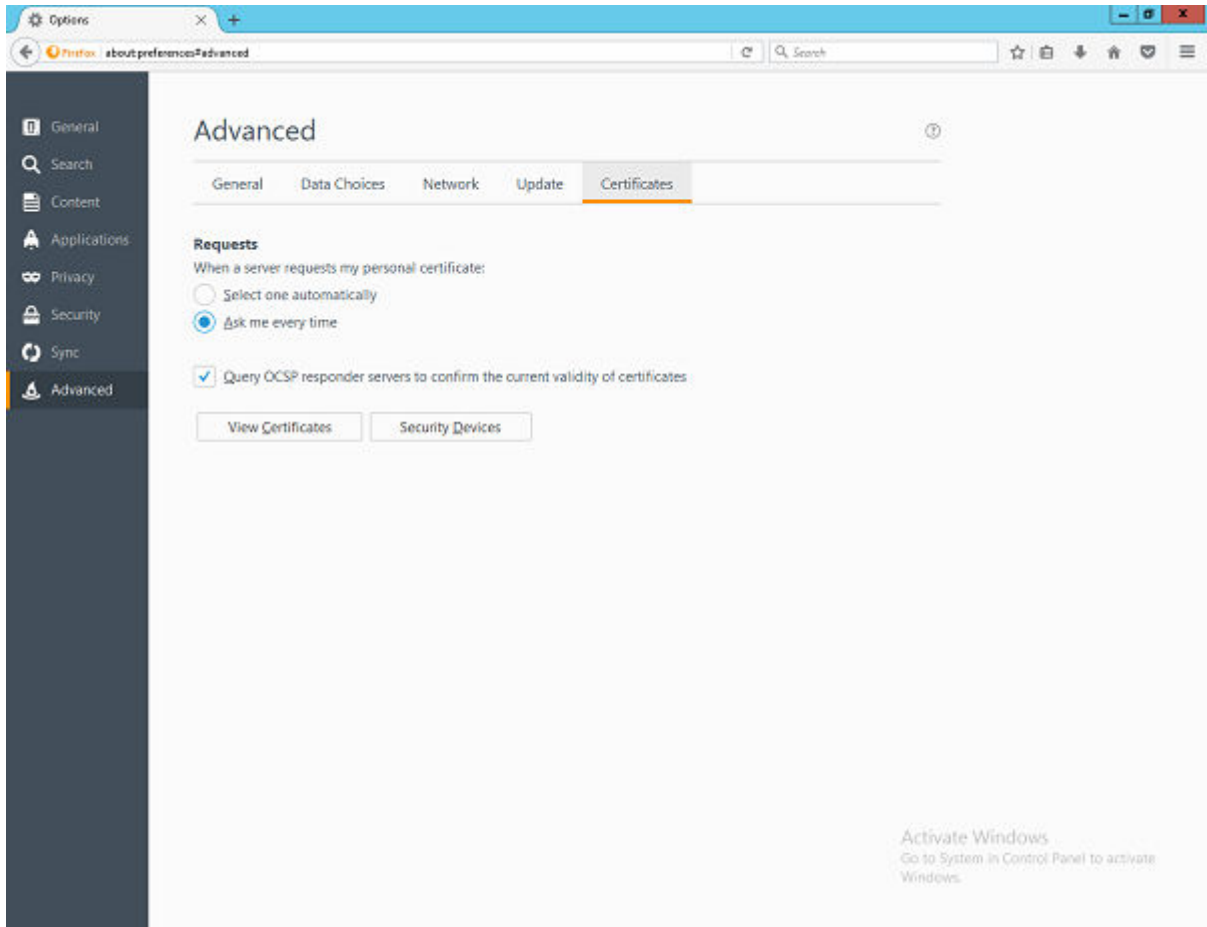 Options
Firefox about:preferences#advanced
Search
General
Search
Content
Applications
Privacy
Security
Sync
Advanced
Advanced
General Data Choices Network Update Certificates
Requests
When a server requests my personal certificate:
Select one automatically
Ask me every time
Query OCSP responder servers to confirm the current validity of certificates
View Certificates Security Devices
Activate Windows
Go to System in Control Panel to activate
Windows.